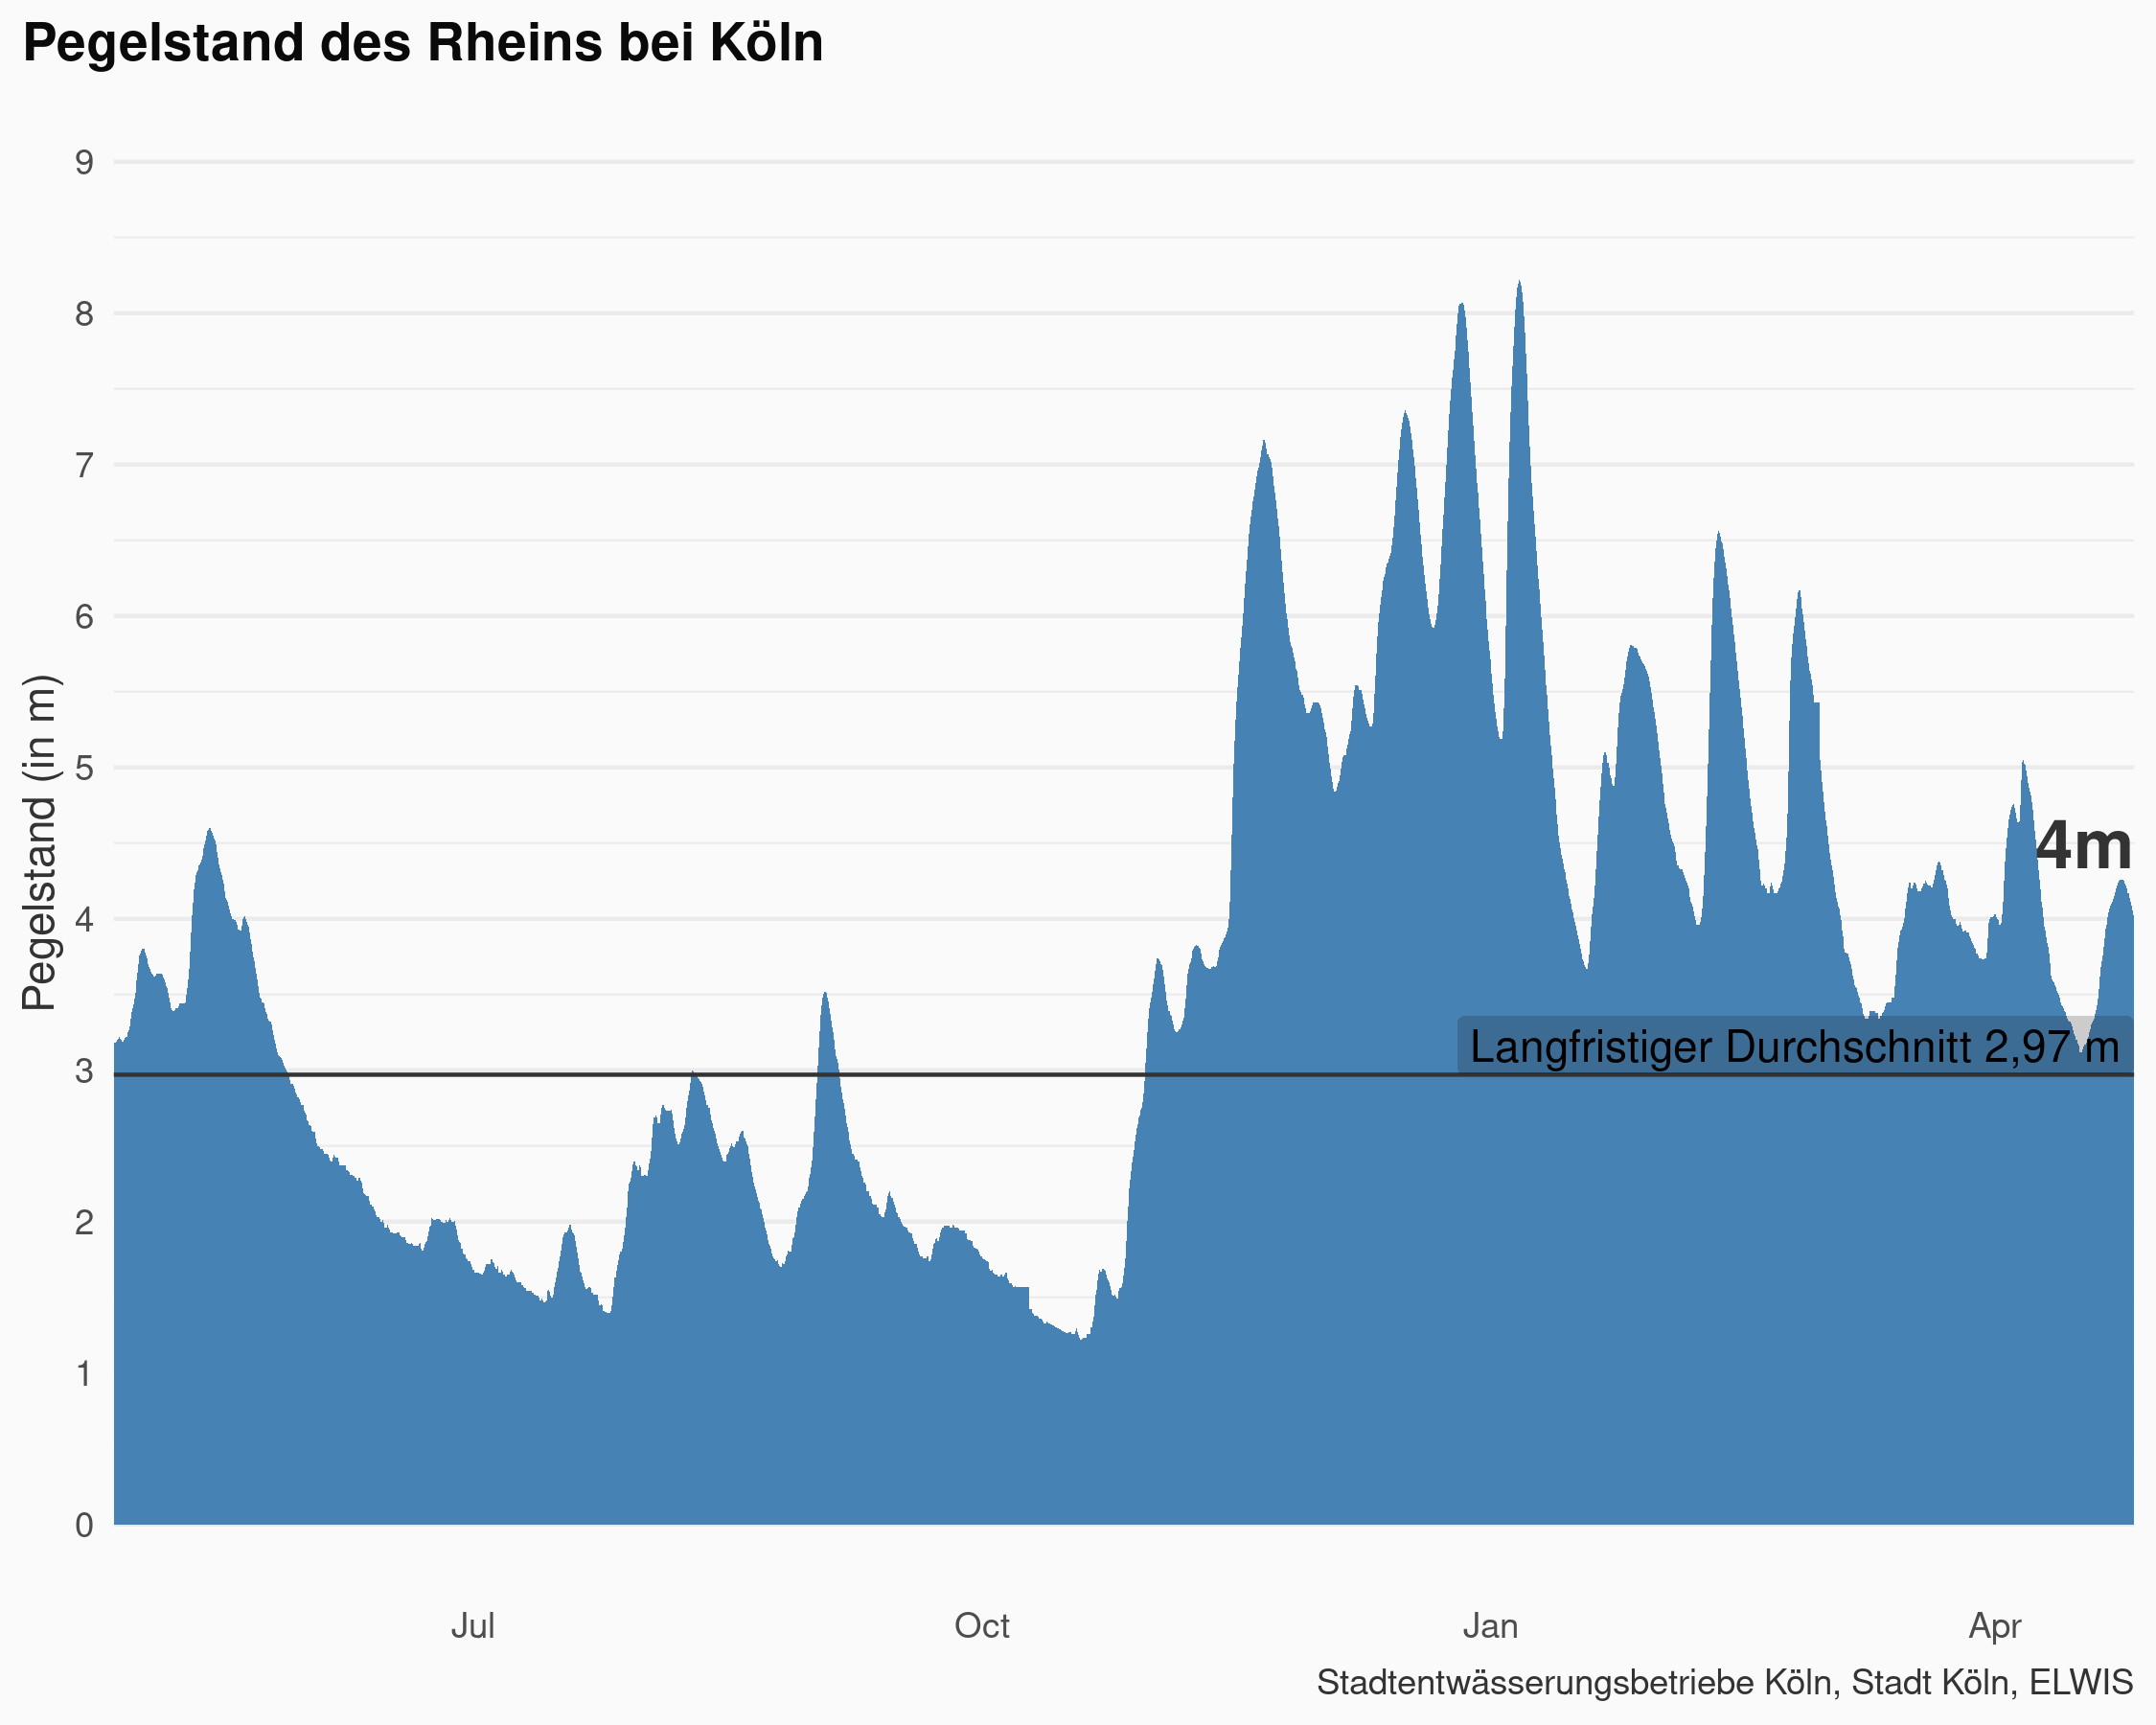 Pegelstand des Rheins bei Köln
Pegelstand (in m)
9
8
7
6
5
4
3
2
1
0
4m
Langfristiger Durchschnitt 2,97 m
Jul Oct Jan Apr
Stadtentwässerungsbetriebe Köln, Stadt Köln, ELWIS